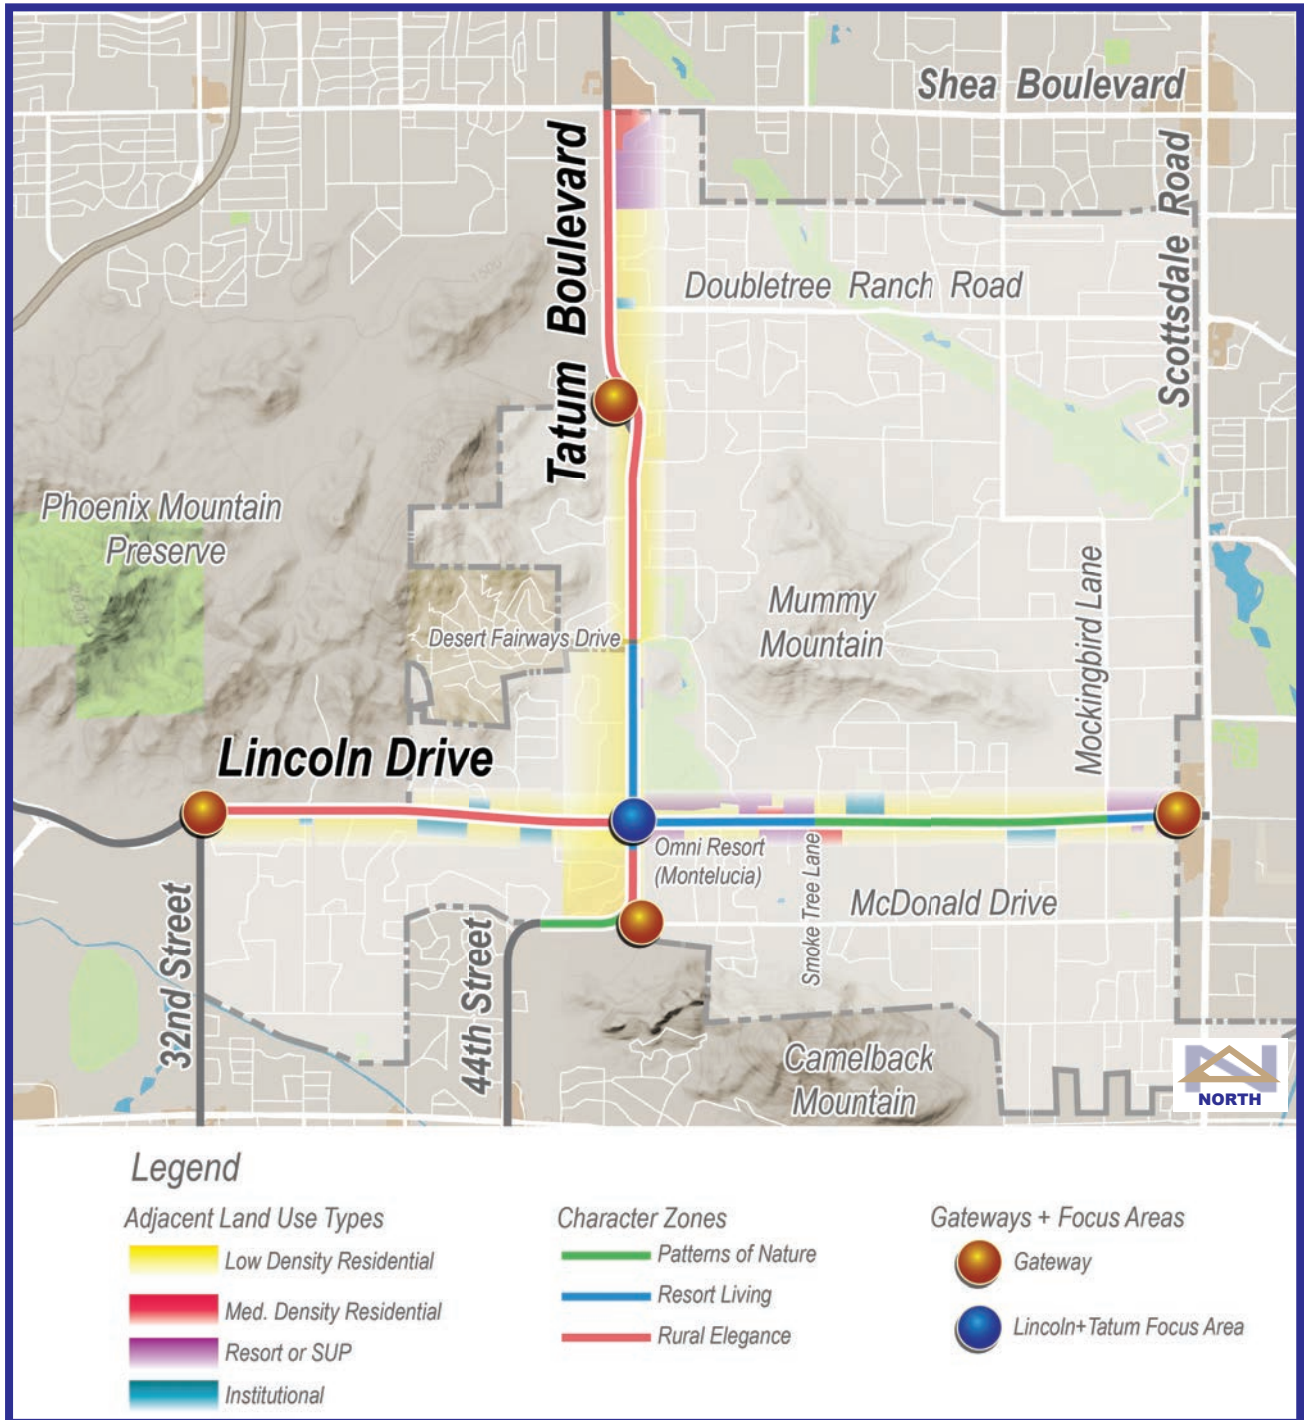 Shea Boulevard
Tatum Boulevard
Scottsdale Road
1500
Doubletree Ranch Road
2000
Phoenix Mountain
Preserve
Mummy
Mountain
Desert Fairways Drive
Mockingbird Lane
Lincoln Drive
Omni Resort
(Montelucia)
Smoke Tree Lane
McDonald Drive
32nd Street
44th Street
Camelback
Mountain
N
NORTH
Legend
Adjacent Land Use Types
Low Density Residential
Med. Density Residential
Resort or SUP
Institutional
Character Zones
Patterns of Nature
Resort Living
Rural Elegance
Gateways + Focus Areas
Gateway
Lincoln+Tatum Focus Area